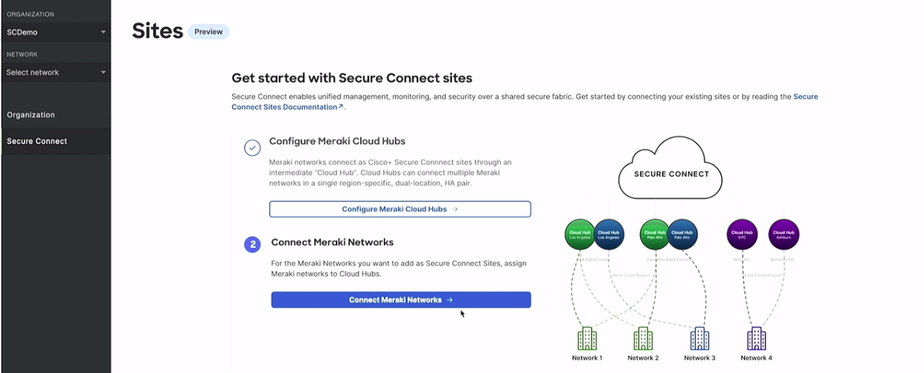 ORGANIZATION
SCDemo
NETWORK
Select network
Organization
Secure Connect
Sites
Preview
Get started with Secure Connect sites
Secure Connect enables unified management, monitoring, and security over a shared secure fabric. Get started by connecting your existing sites or by reading the Secure
Connect Sites Documentation↗.
Configure Meraki Cloud Hubs
Meraki networks connect as Cisco+ Secure Connnect sites through an
intermediate "Cloud Hub". Cloud Hubs can connect multiple Meraki
networks in a single region-specific, dual-location, HA pair.
Configure Meraki Cloud Hubs →
2
Connect Meraki Networks
For the Meraki Networks you want to add as Secure Connect Sites, assign
Meraki networks to Cloud Hubs.
Connect Meraki Networks →
SECURE CONNECT
Cloud Hub
Los Angeles
Cloud Hub
Los Angeles
Cloud Hub
Palo Alto
Cloud Hub
Palo Alto
Cloud Hub
NYC
Cloud Hub
Ashburn
Network 1
Network 2
Network 3
Network 4